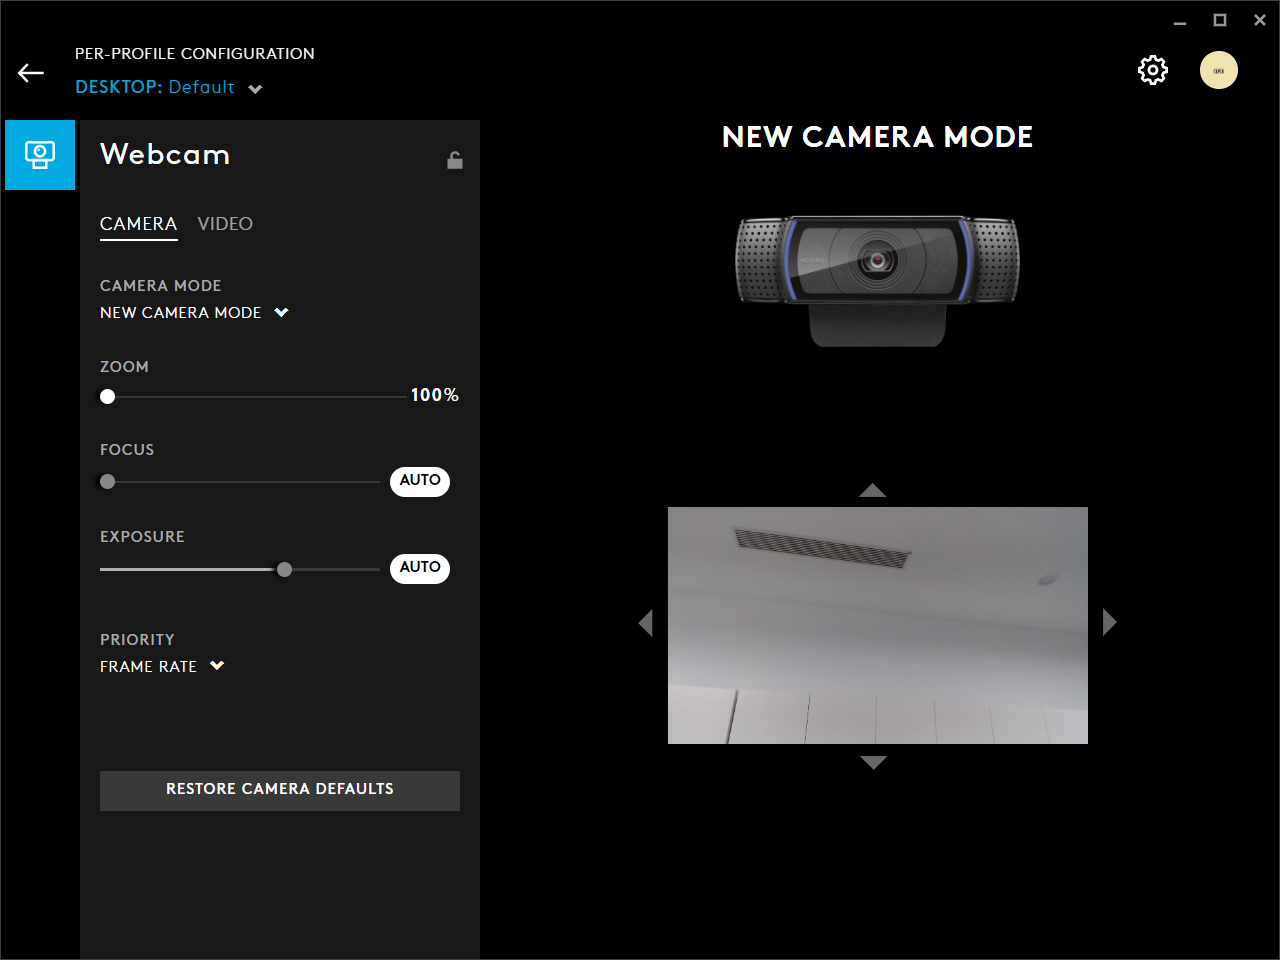 PER-PROFILE CONFIGURATION
DESKTOP: Default
NEW CAMERA MODE
Webcam
CAMERA VIDEO
CAMERA MODE
NEW CAMERA MODE
ZOOM
100%
FOCUS
AUTO
EXPOSURE
AUTO
PRIORITY
FRAME RATE
RESTORE CAMERA DEFAULTS